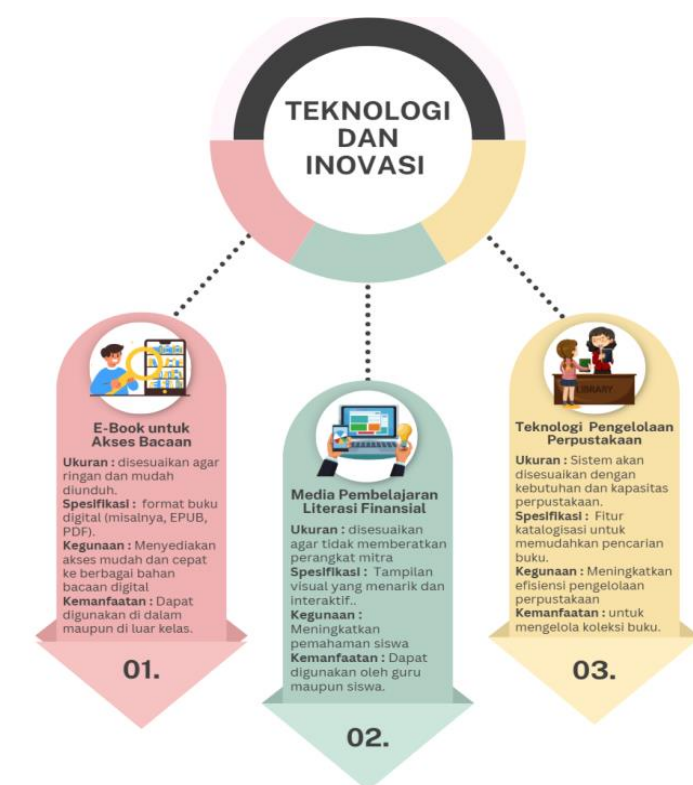 TEKNOLOGI
DAN
INOVASI
E-Book untuk
Akses Bacaan
Ukuran : disesuaikan agar
ringan dan mudah
diunduh.
Spesifikasi : format buku
digital (misalnya, EPUB,
PDF).
Kegunaan : Menyediakan
akses mudah dan cepat
ke berbagai bahan
bacaan digital
Kemanfaatan : Dapat
digunakan di dalam
maupun di luar kelas.
01.
Media Pembelajaran
Literasi Finansial
Ukuran : disesuaikan
agar tidak memberatkan
perangkat mitra
Spesifikasi : Tampilan
visual yang menarik dan
interaktif..
Kegunaan :
Meningkatkan
pemahaman siswa
Kemanfaatan : Dapat
digunakan oleh guru
maupun siswa.
02.
LIBRARY
Teknologi Pengelolaan
Perpustakaan
Ukuran : Sistem akan
disesuaikan dengan
kebutuhan dan kapasitas
perpustakaan.
Spesifikasi : Fitur
katalogisasi untuk
memudahkan pencarian
buku.
Kegunaan : Meningkatkan
efisiensi pengelolaan
perpustakaan
Kemanfaatan : untuk
mengelola koleksi buku.
03.